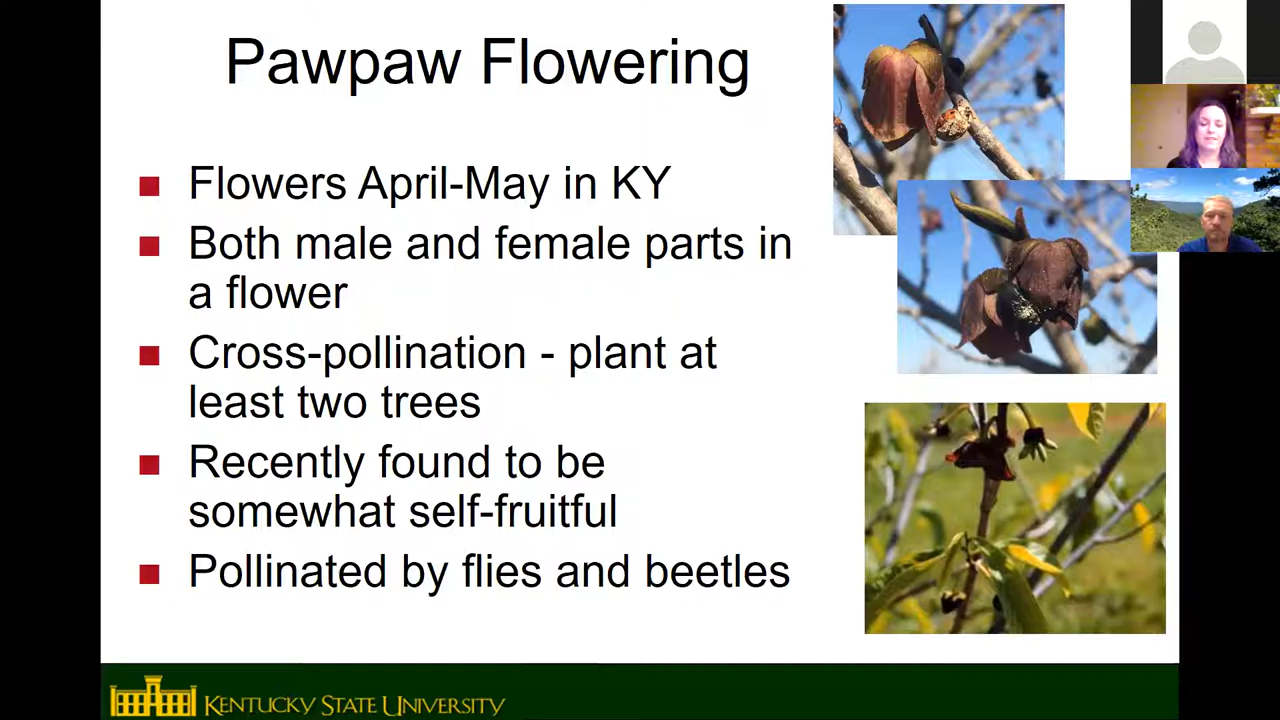 Pawpaw Flowering
Flowers April-May in KY
Both male and female parts in
a flower
Cross-pollination - plant at
least two trees
Recently found to be
somewhat self-fruitful
Pollinated by flies and beetles
KENTUCKY STATE UNIVERSITY